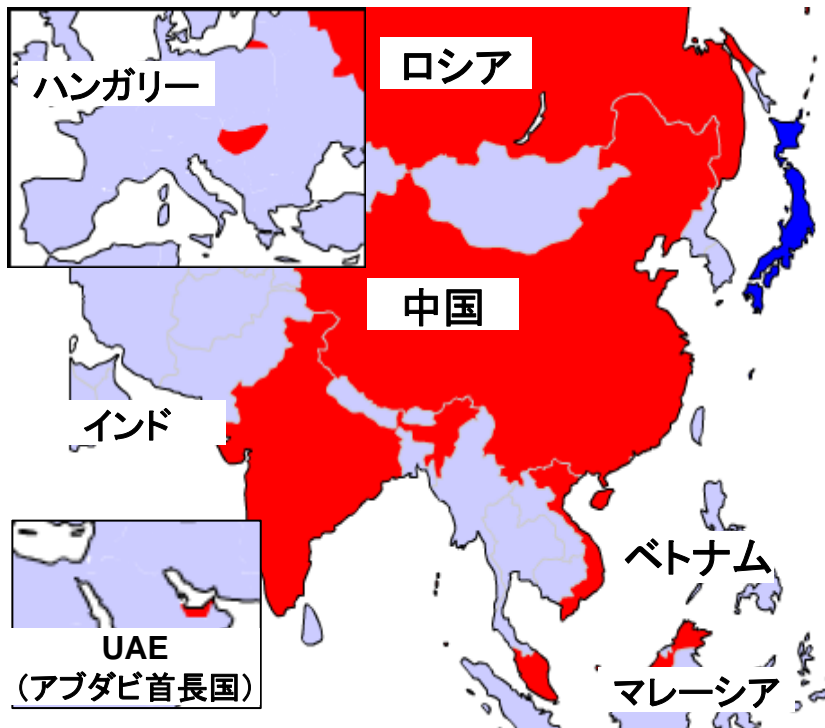 ハンガリー
ロシア
中国
インド
ベトナム
UAE
（アブダビ首長国）
マレーシア